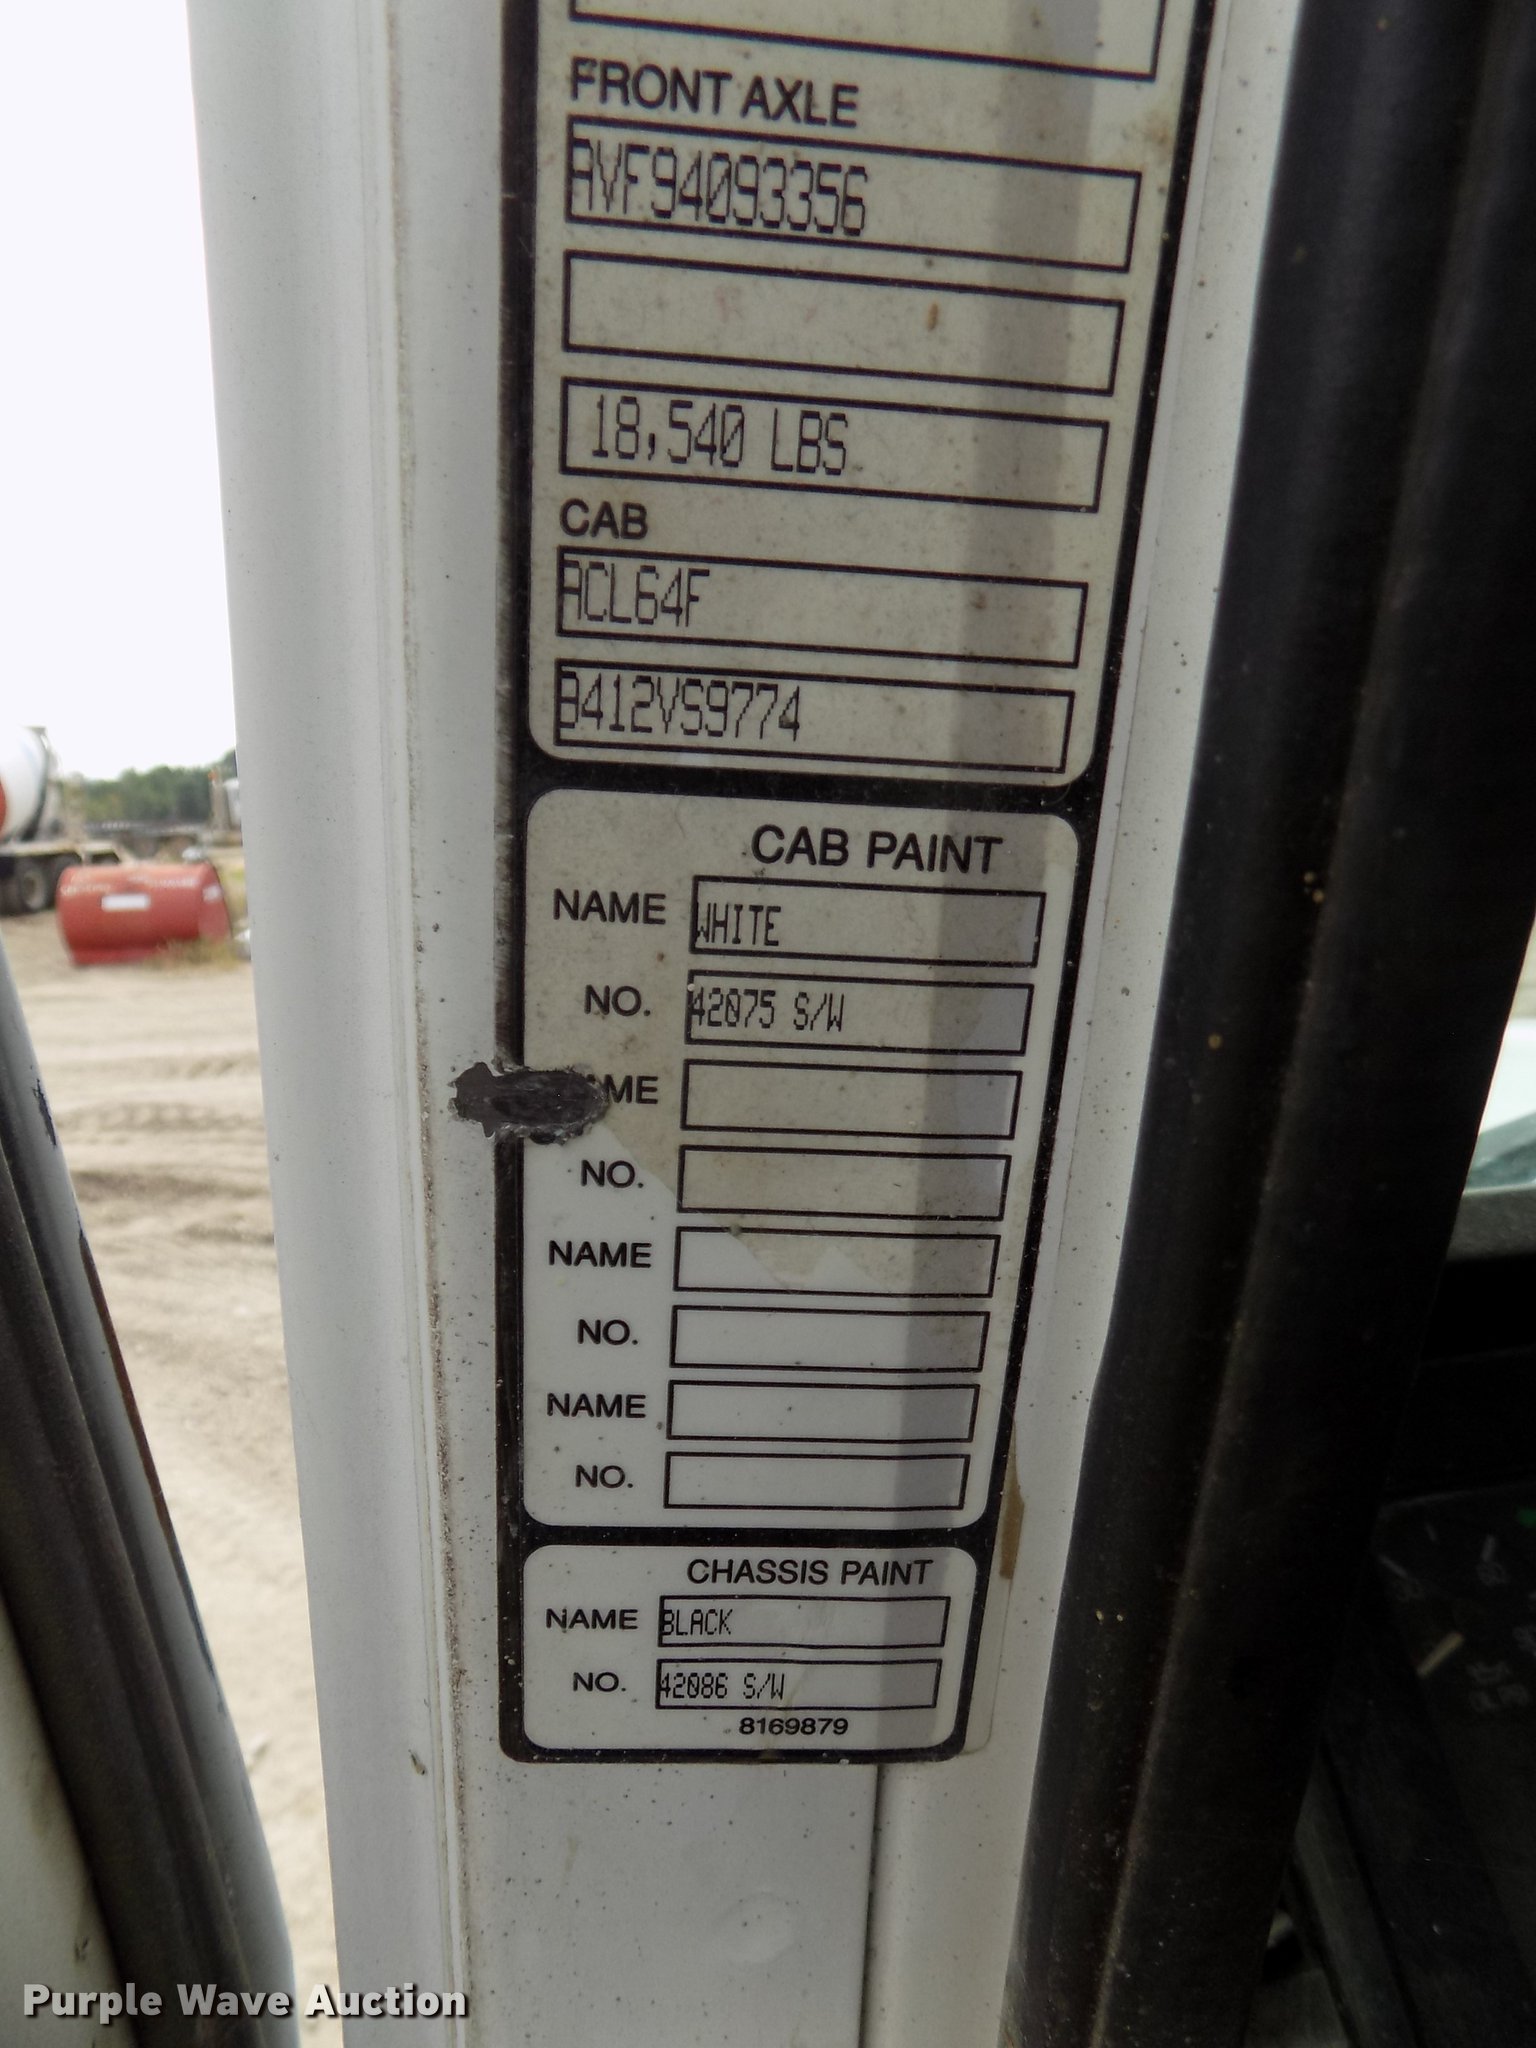 FRONT AXLE
AVF94093356
18,540 LBS
CAB
ACL64F
B412VS9774
CAB PAINT
NAME WHITE
NO. 42075 S/W
AME
NO.
NAME
NO.
NAME
NO.
CHASSIS PAINT
NAME BLACK
NO. 42086 S/W
8169879
Purple Wave Auction